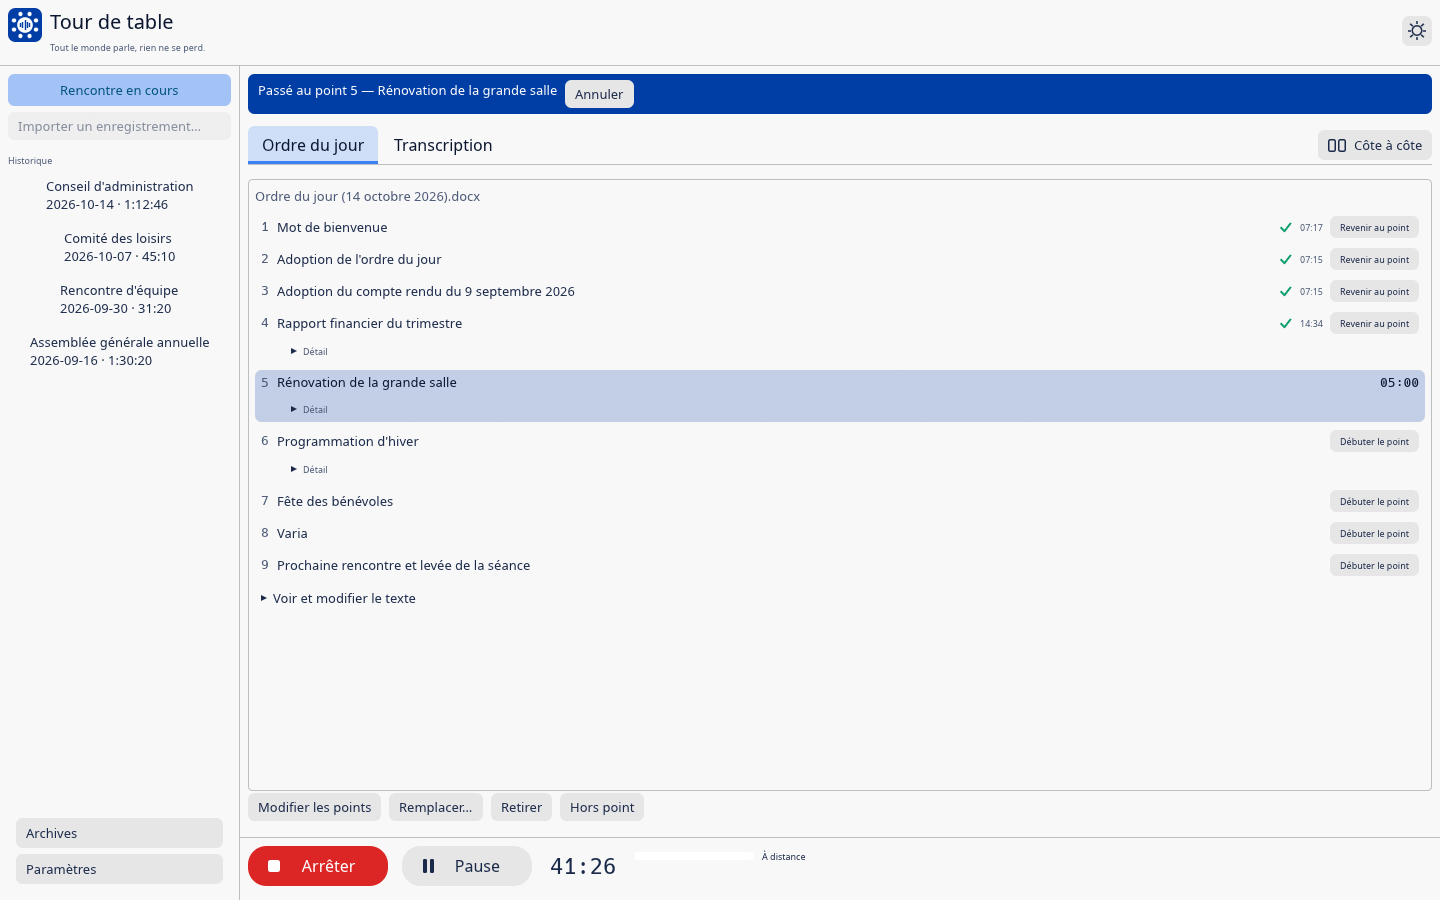 Tour de table
Tout le monde parle, rien ne se perd.
Rencontre en cours
Importer un enregistrement...
Historique
Conseil d'administration
2026-10-14 · 1:12:46
Comité des loisirs
2026-10-07 · 45:10
Rencontre d'équipe
2026-09-30 · 31:20
Assemblée générale annuelle
2026-09-16 · 1:30:20
Archives
Paramètres
Passé au point 5 — Rénovation de la grande salle Annuler
Ordre du jour Transcription Côte à côte
Ordre du jour (14 octobre 2026).docx
1 Mot de bienvenue 07:17 Revenir au point
2 Adoption de l'ordre du jour 07:15 Revenir au point
3 Adoption du compte rendu du 9 septembre 2026 07:15 Revenir au point
4 Rapport financier du trimestre 14:34 Revenir au point
Détail
5 Rénovation de la grande salle 05:00
Détail
6 Programmation d'hiver Débuter le point
Détail
7 Fête des bénévoles Débuter le point
8 Varia Débuter le point
9 Prochaine rencontre et levée de la séance Débuter le point
Voir et modifier le texte
Modifier les points Remplacer... Retirer Hors point
Arrêter Pause 41:26 À distance